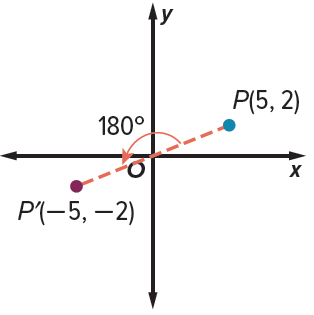 y
P(5, 2)
180°
O
x
P′(−5, −2)